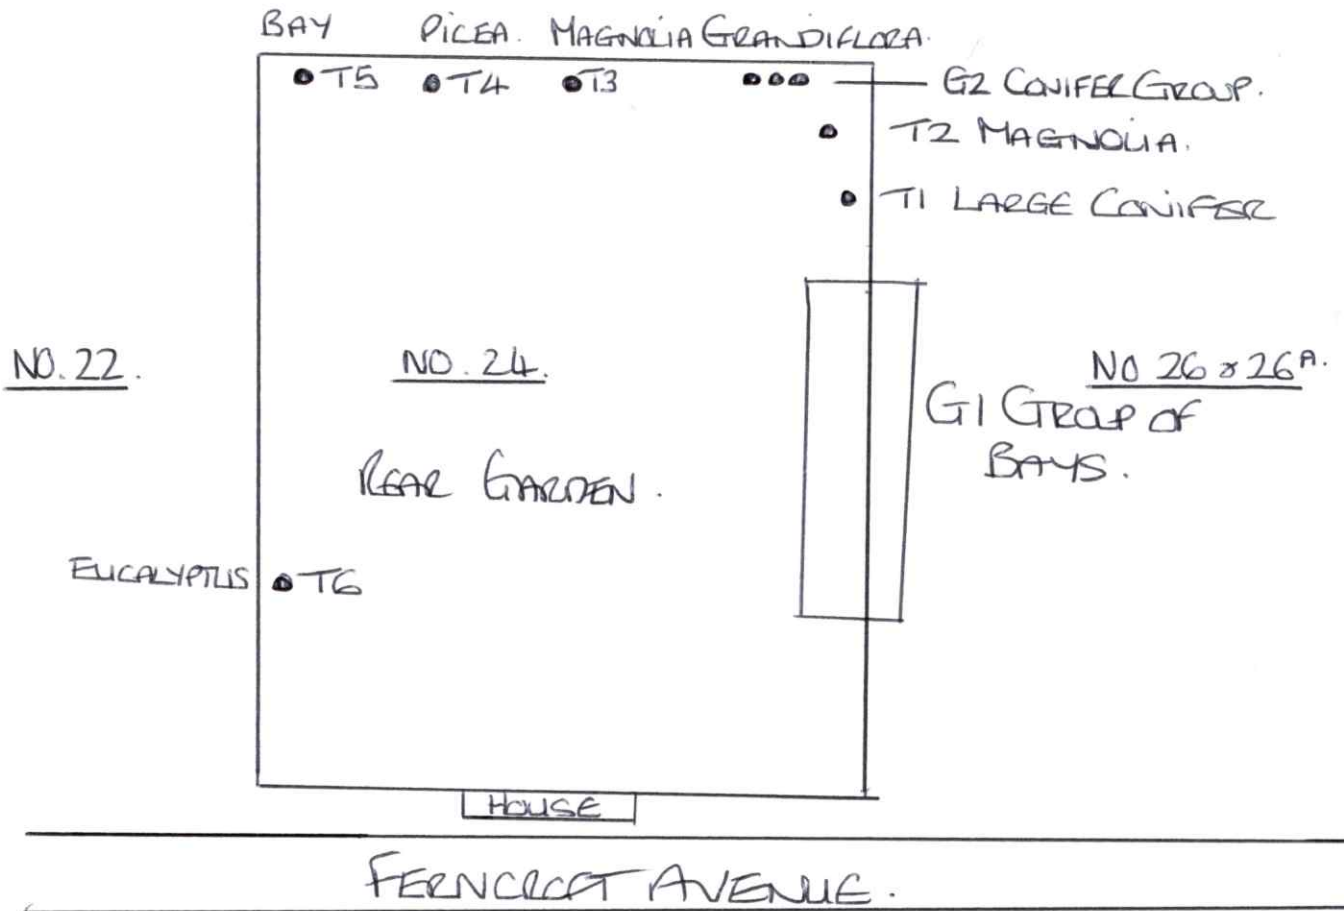 BAY PICEA. MAGNOLIA GRANDIFLORA.
T5 T4 T3 G2 CONIFER GROUP.
T2 MAGNOLIA.
T1 LARGE CONIFER
NO. 22. NO. 24. NO 26 & 26A.
G1 GROUP OF
BAYS.
REAR GARDEN.
EUCALYPTUS T6
HOUSE
FERNCROFT AVENUE.